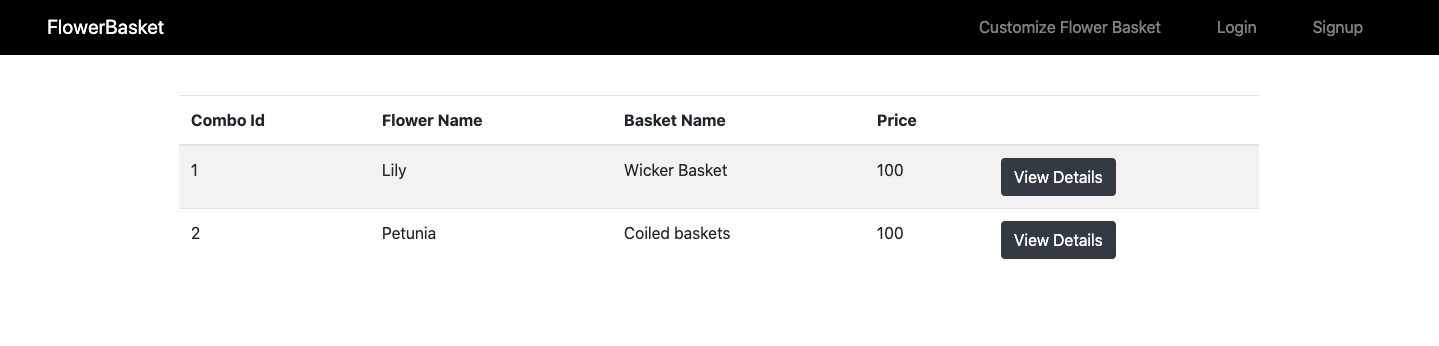 FlowerBasket Customize Flower Basket Login Signup
Combo Id Flower Name Basket Name Price
1 Lily Wicker Basket 100 View Details
2 Petunia Coiled baskets 100 View Details